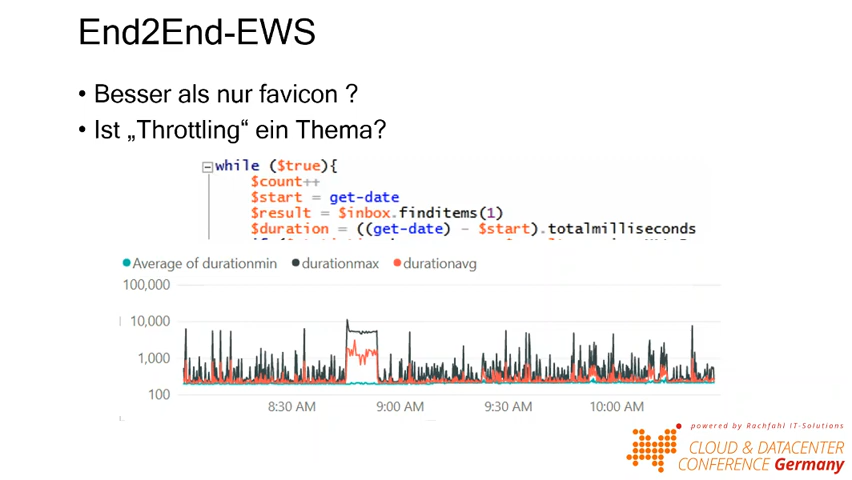 End2End-EWS
• Besser als nur favicon ?
• Ist „Throttling“ ein Thema?
while ($true){
$count++
$start = get-date
$result = $inbox.finditems(1)
$duration = ((get-date) - $start).totalmilliseconds
Average of durationmin durationmax durationavg
100,000
10,000
1,000
100
8:30 AM 9:00 AM 9:30 AM 10:00 AM
powered by Rachfahl IT-Solutions
CLOUD & DATACENTER
CONFERENCE Germany